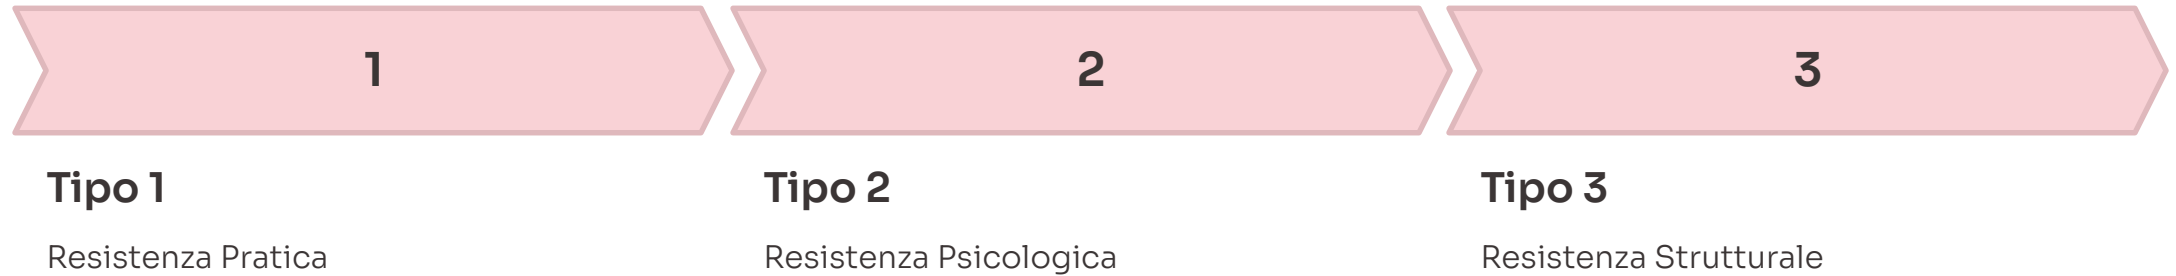 1
2
3
Tipo 1
Resistenza Pratica
Tipo 2
Resistenza Psicologica
Tipo 3
Resistenza Strutturale